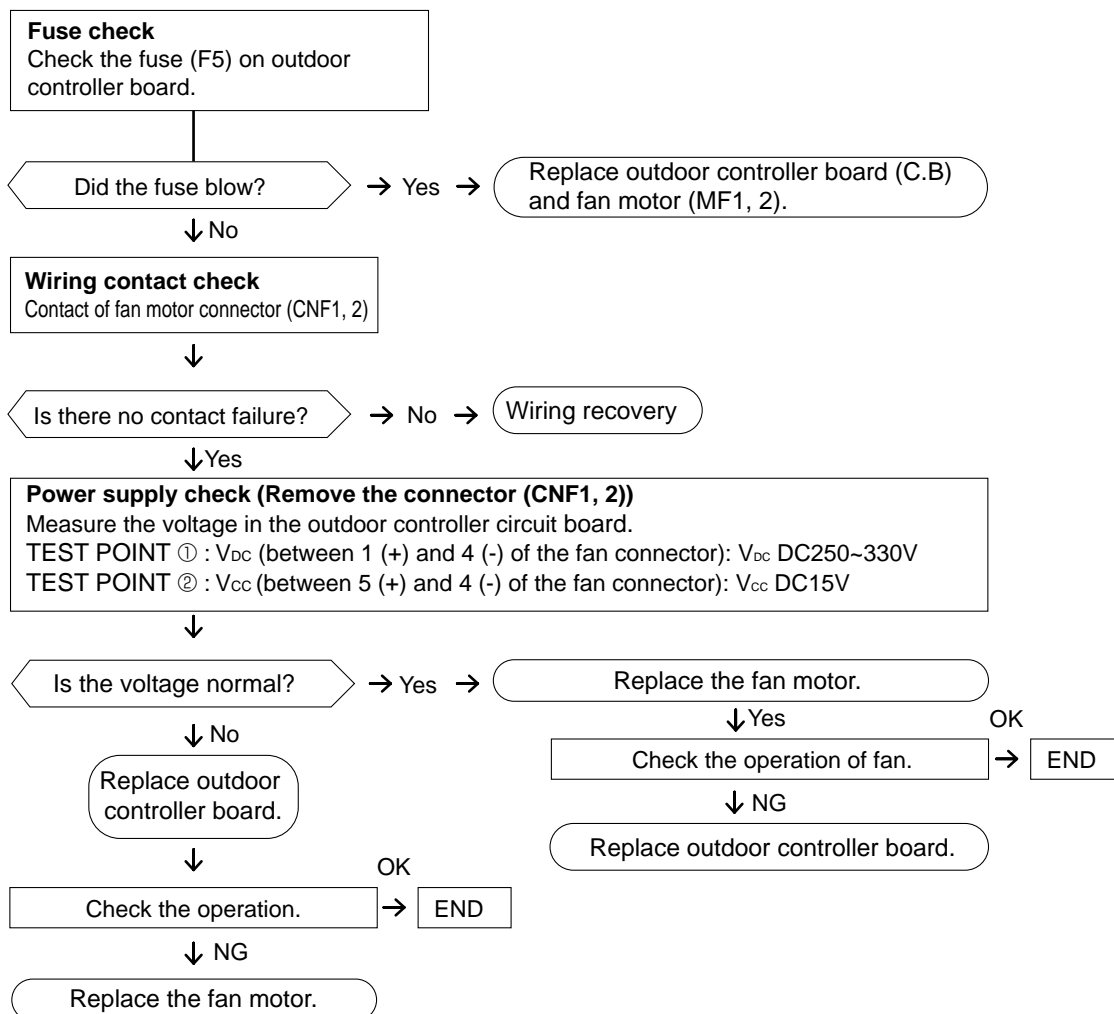 Fuse check
Check the fuse (F5) on outdoor
controller board.
Did the fuse blow?
Yes
Replace outdoor controller board (C.B)
and fan motor (MF1, 2).
No
Wiring contact check
Contact of fan motor connector (CNF1, 2)
Is there no contact failure?
No
Wiring recovery
Yes
Power supply check (Remove the connector (CNF1, 2))
Measure the voltage in the outdoor controller circuit board.
TEST POINT ① : VDC (between 1 (+) and 4 (-) of the fan connector): VDC DC250~330V
TEST POINT ② : VCC (between 5 (+) and 4 (-) of the fan connector): VCC DC15V
Is the voltage normal?
Yes
Replace the fan motor.
Yes
OK
Check the operation of fan.
END
NG
Replace outdoor controller board.
No
Replace outdoor
controller board.
OK
Check the operation.
END
NG
Replace the fan motor.